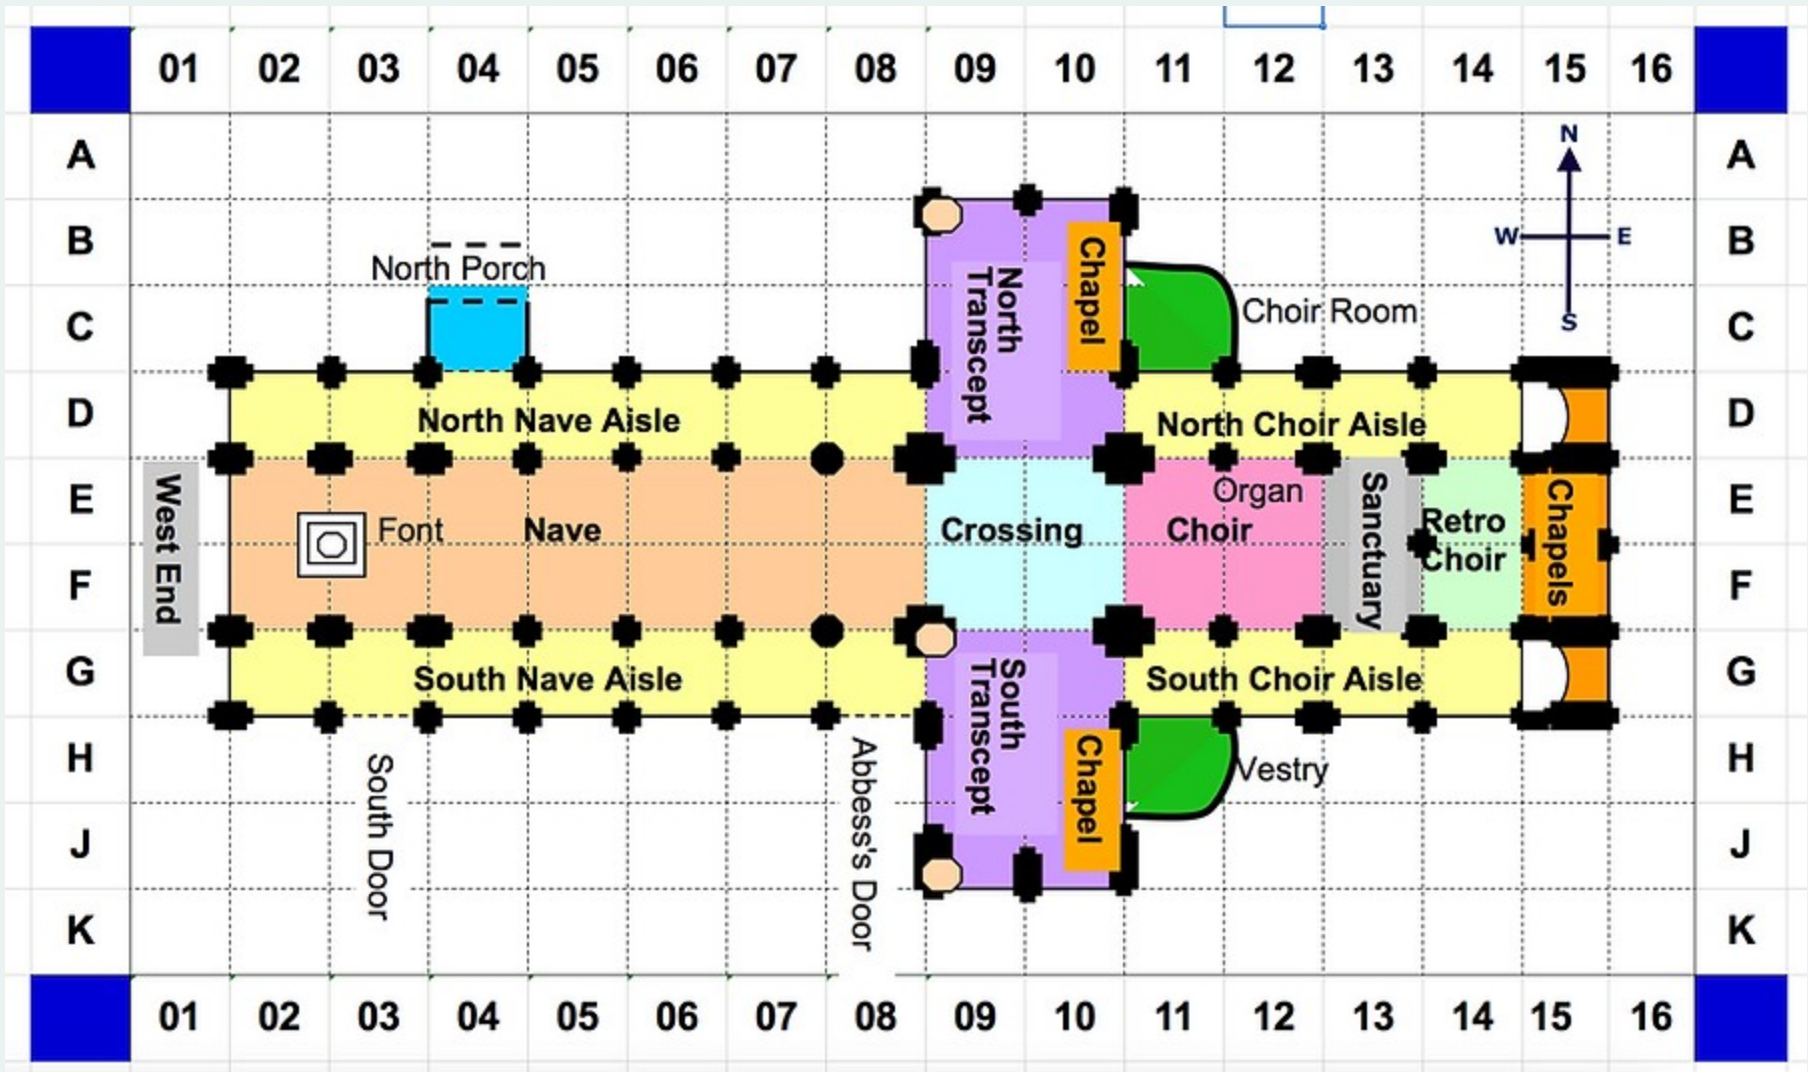 01 02 03 04 05 06 07 08 09 10 11 12 13 14 15 16
A A
N
B B
W E
North Porch
Chapel
North
Transcept
C C
Choir Room
S
D D
North Nave Aisle
North Choir Aisle
E E
West End
Font
Nave
Crossing
Organ
Choir
Sanctuary
Retro
Choir
Chapels
F F
G G
South Nave Aisle
South
Transcept
South Choir Aisle
H H
South Door
Abbess's Door
Chapel
Vestry
J J
K K
01 02 03 04 05 06 07 08 09 10 11 12 13 14 15 16